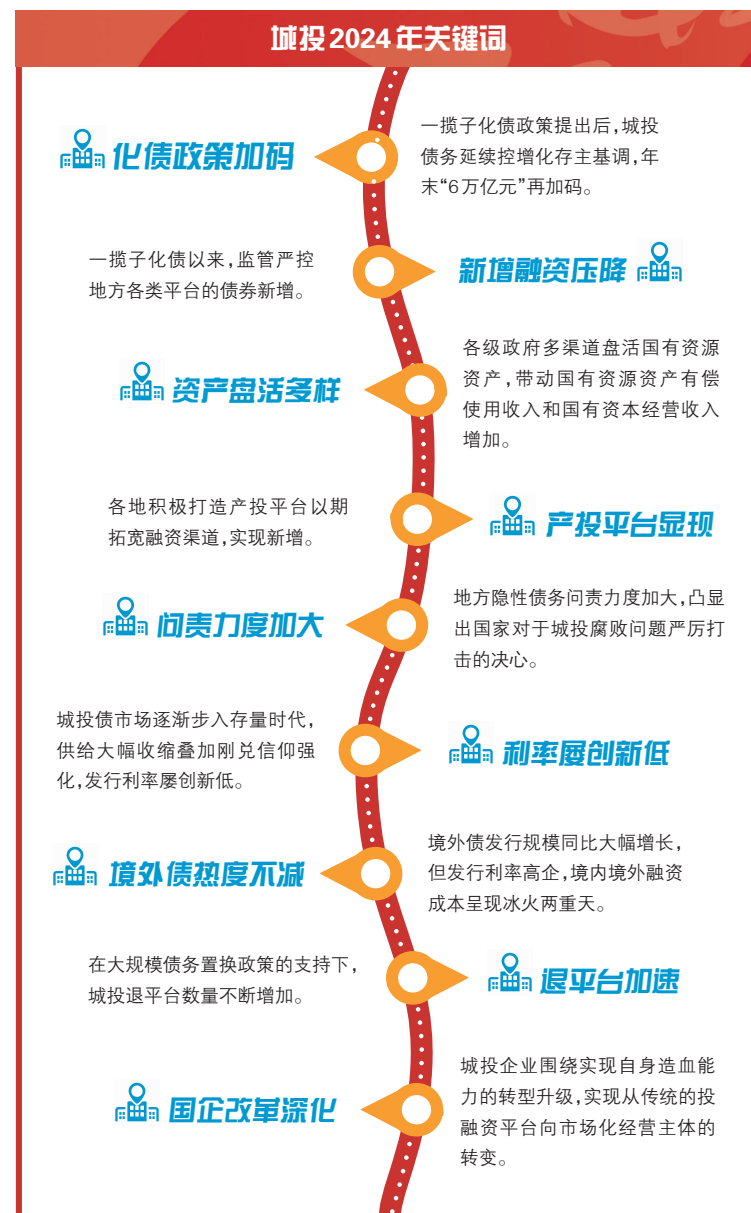 城投2024年关键词
化债政策加码
一揽子化债政策提出后,城投
债务延续控增化存主基调,年
末“6万亿元”再加码。
新增融资压降
一揽子化债以来,监管严控
地方各类平台的债券新增。
资产盘活多样
各级政府多渠道盘活国有资源
资产,带动国有资源资产有偿
使用收入和国有资本经营收入
增加。
产投平台显现
各地积极打造产投平台以期
拓宽融资渠道,实现新增。
问责力度加大
地方隐性债务问责力度加大,凸显
出国家对于城投腐败问题严厉打
击的决心。
利率屡创新低
城投债市场逐渐步入存量时代,
供给大幅收缩叠加刚兑信仰强
化,发行利率屡创新低。
境外债热度不减
境外债发行规模同比大幅增长,
但发行利率高企,境内境外融资
成本呈现冰火两重天。
退平台加速
在大规模债务置换政策的支持下,
城投退平台数量不断增加。
国企改革深化
城投企业围绕实现自身造血能
力的转型升级,实现从传统的投
融资平台向市场化经营主体的
转变。